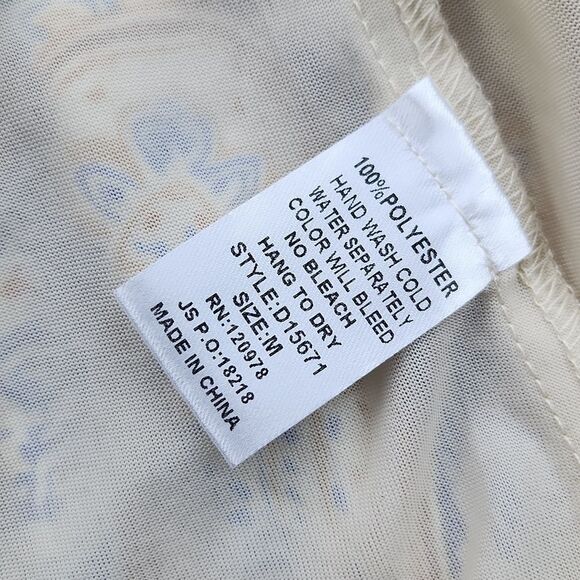 100%POLYESTER
HAND WASH COLD
WATER SEPARATELY
COLOR WILL BLEED
NO BLEACH
HANG TO DRY
STYLE:D15671
SIZE:M
RN:120978
JS P.O:18218
MADE IN CHINA